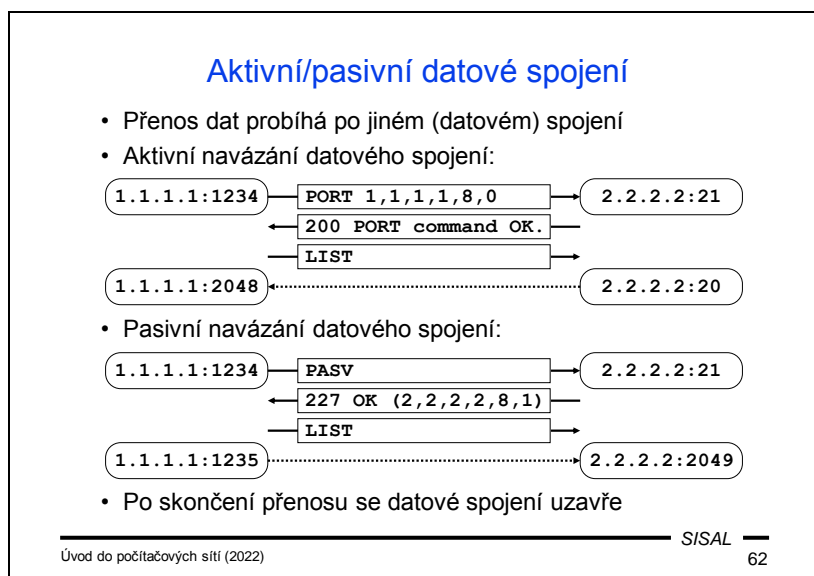 Aktivní/pasivní datové spojení
• Přenos dat probíhá po jiném (datovém) spojení
• Aktivní navázání datového spojení:
1.1.1.1:1234 PORT 1,1,1,1,8,0 2.2.2.2:21
200 PORT command OK.
LIST
1.1.1.1:2048 2.2.2.2:20
• Pasivní navázání datového spojení:
1.1.1.1:1234 PASV 2.2.2.2:21
227 OK (2,2,2,2,8,1)
LIST
1.1.1.1:1235 2.2.2.2:2049
• Po skončení přenosu se datové spojení uzavře
SISAL
Úvod do počítačových sítí (2022) 62